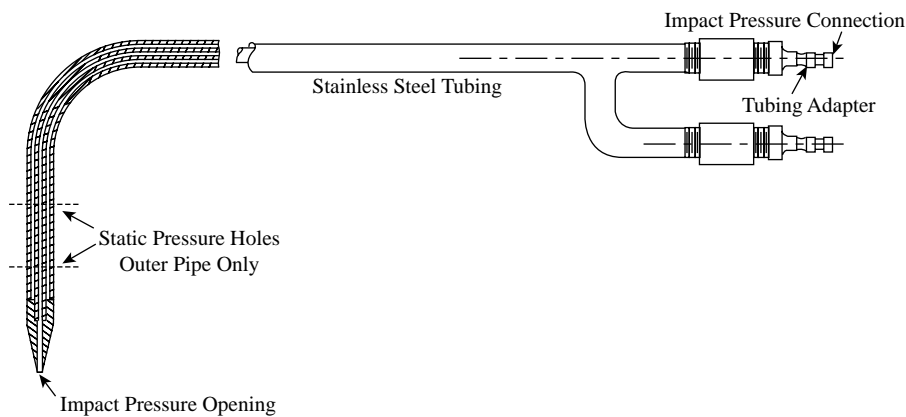 Impact Pressure Connection
Stainless Steel Tubing
Tubing Adapter
Static Pressure Holes
Outer Pipe Only
Impact Pressure Opening